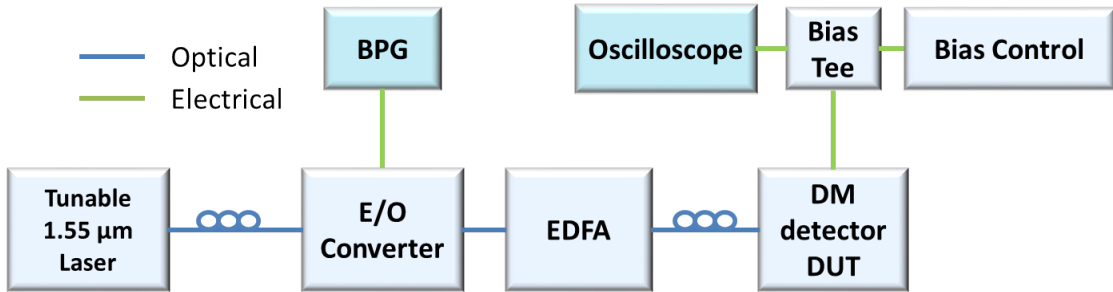 Optical
Electrical
BPG
Oscilloscope
Bias
Tee
Bias Control
Tunable
1.55 µm
Laser
E/O
Converter
EDFA
DM
detector
DUT